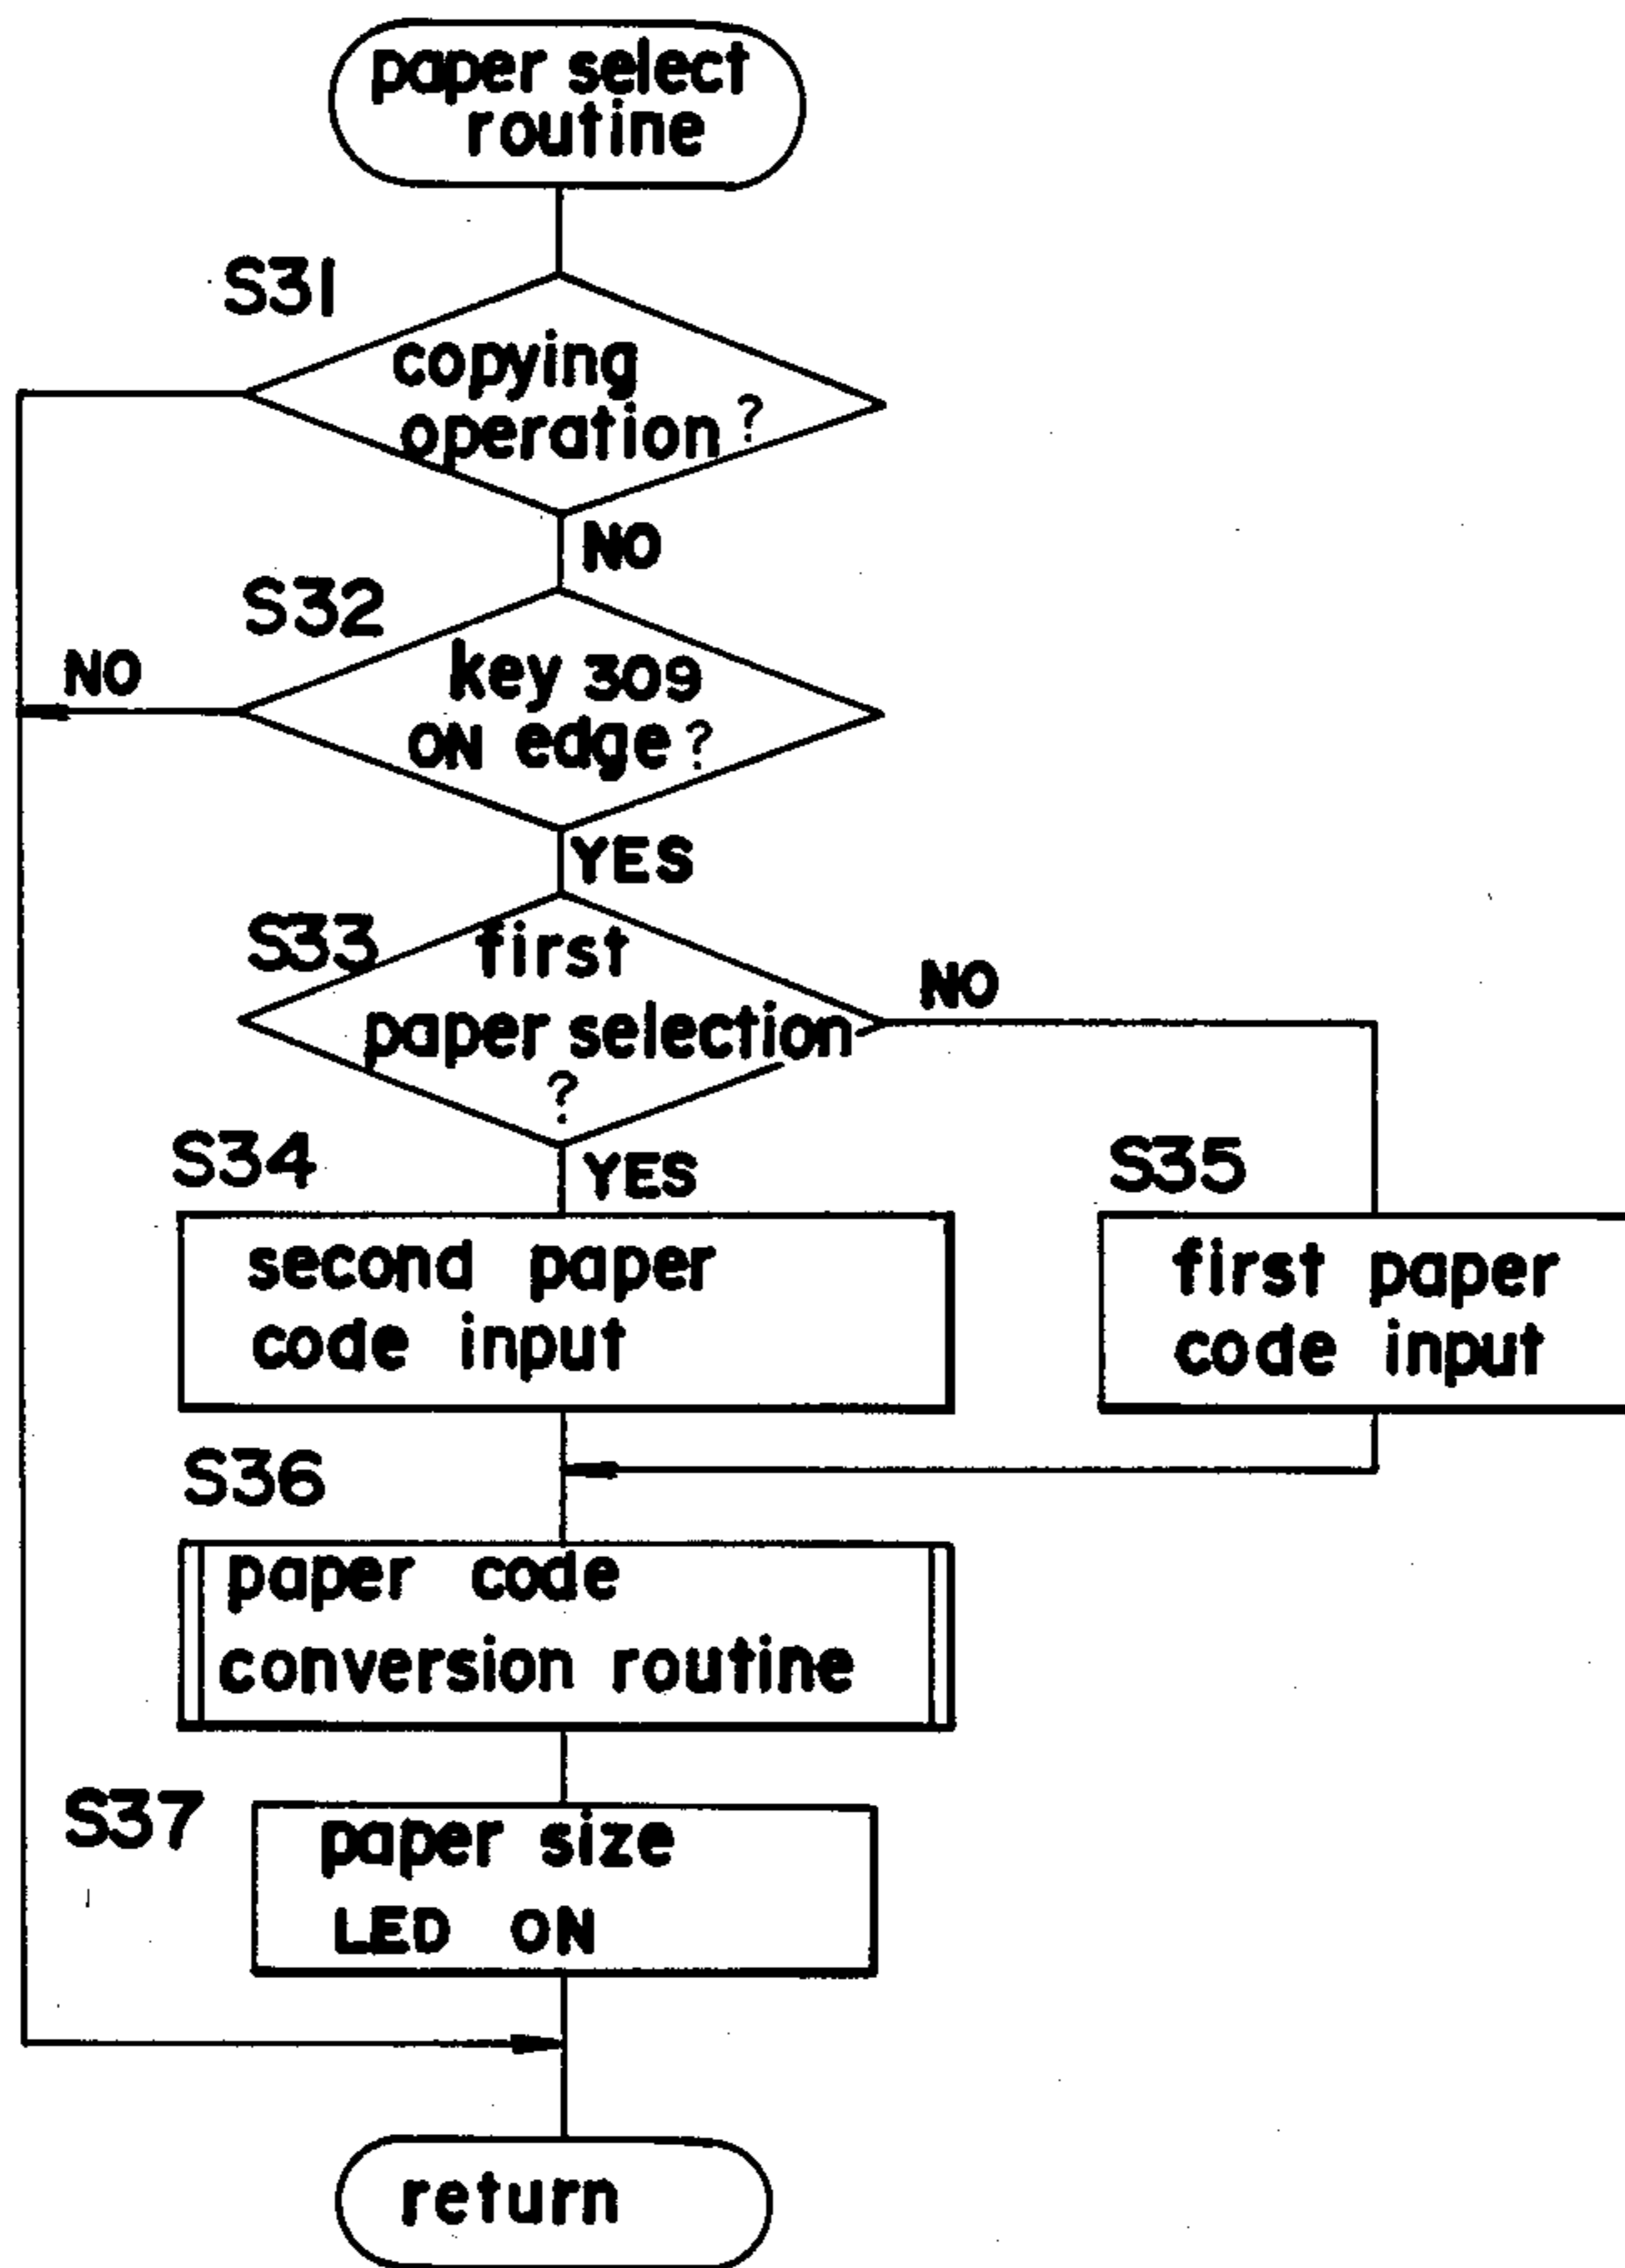 paper select
routine
S31
copying
operation ?
NO
S32
NO
key 309
ON edge ?
YES
S33
first
paper selection
?
NO
YES
S34
second paper
code input
S35
first paper
code input
S36
paper code
conversion routine
S37
paper size
LED ON
return